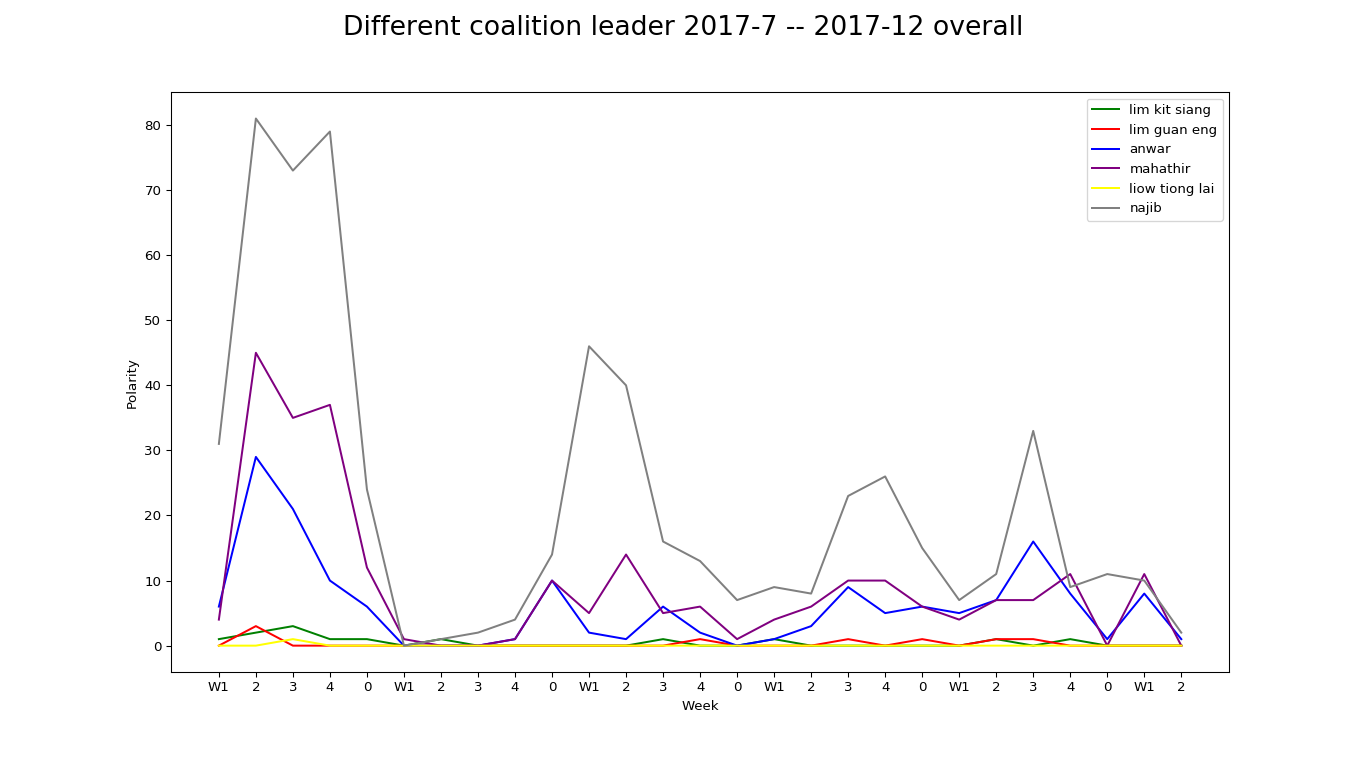 Different coalition leader 2017-7 -- 2017-12 overall
lim kit siang
lim guan eng
anwar
mahathir
liow tiong lai
najib
80
70
60
50
40
30
20
10
0
Polarity
W1 2 3 4 0 W1 2 3 4 0 W1 2 3 4 0 W1 2 3 4 0 W1 2 3 4 0 W1 2
Week